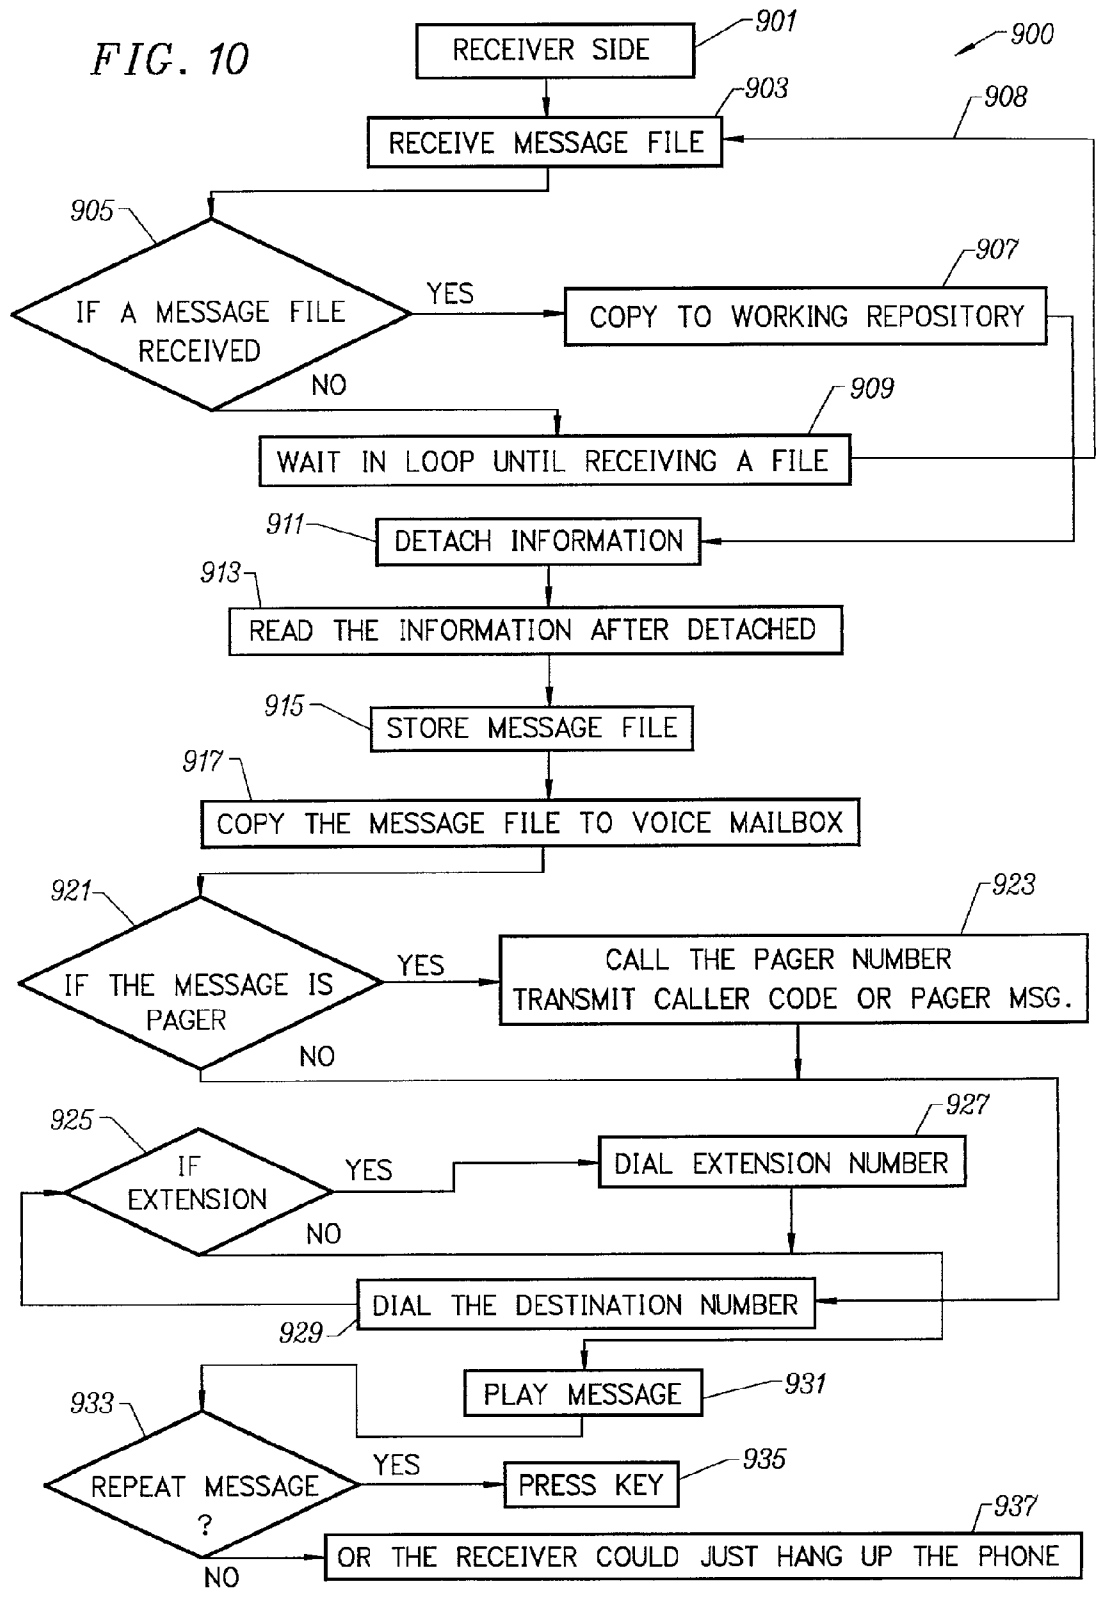 FIG. 10
RECEIVER SIDE
901
900
903
RECEIVE MESSAGE FILE
908
905
IF A MESSAGE FILE
RECEIVED
YES
907
COPY TO WORKING REPOSITORY
NO
909
WAIT IN LOOP UNTIL RECEIVING A FILE
911
DETACH INFORMATION
913
READ THE INFORMATION AFTER DETACHED
915
STORE MESSAGE FILE
917
COPY THE MESSAGE FILE TO VOICE MAILBOX
921
IF THE MESSAGE IS
PAGER
YES
923
CALL THE PAGER NUMBER
TRANSMIT CALLER CODE OR PAGER MSG.
NO
925
IF
EXTENSION
YES
927
DIAL EXTENSION NUMBER
NO
DIAL THE DESTINATION NUMBER
929
PLAY MESSAGE
931
933
REPEAT MESSAGE
?
YES
PRESS KEY
935
937
NO
OR THE RECEIVER COULD JUST HANG UP THE PHONE